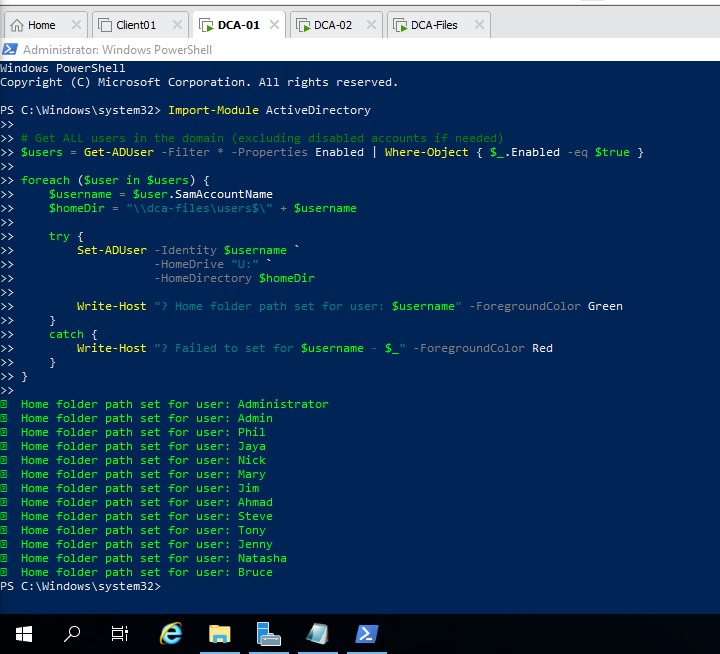 Home
Client01
DCA-01
DCA-02
DCA-Files
Administrator: Windows PowerShell
Windows PowerShell
Copyright (C) Microsoft Corporation. All rights reserved.
PS C:\Windows\system32> Import-Module ActiveDirectory
>>
>> # Get ALL users in the domain (excluding disabled accounts if needed)
>> $users = Get-ADUser -Filter * -Properties Enabled | Where-Object { $_.Enabled -eq $true }
>>
>> foreach ($user in $users) {
>>     $username = $user.SamAccountName
>>     $homeDir = "\\dca-files\users$\" + $username
>>
>>     try {
>>         Set-ADUser -Identity $username `
>>                    -HomeDrive "U:" `
>>                    -HomeDirectory $homeDir
>>
>>         Write-Host "? Home folder path set for user: $username" -ForegroundColor Green
>>     }
>>     catch {
>>         Write-Host "? Failed to set for $username - $_" -ForegroundColor Red
>>     }
>> }
>>
Home folder path set for user: Administrator
Home folder path set for user: Admin
Home folder path set for user: Phil
Home folder path set for user: Jaya
Home folder path set for user: Nick
Home folder path set for user: Mary
Home folder path set for user: Jim
Home folder path set for user: Ahmad
Home folder path set for user: Steve
Home folder path set for user: Tony
Home folder path set for user: Jenny
Home folder path set for user: Natasha
Home folder path set for user: Bruce
PS C:\Windows\system32>